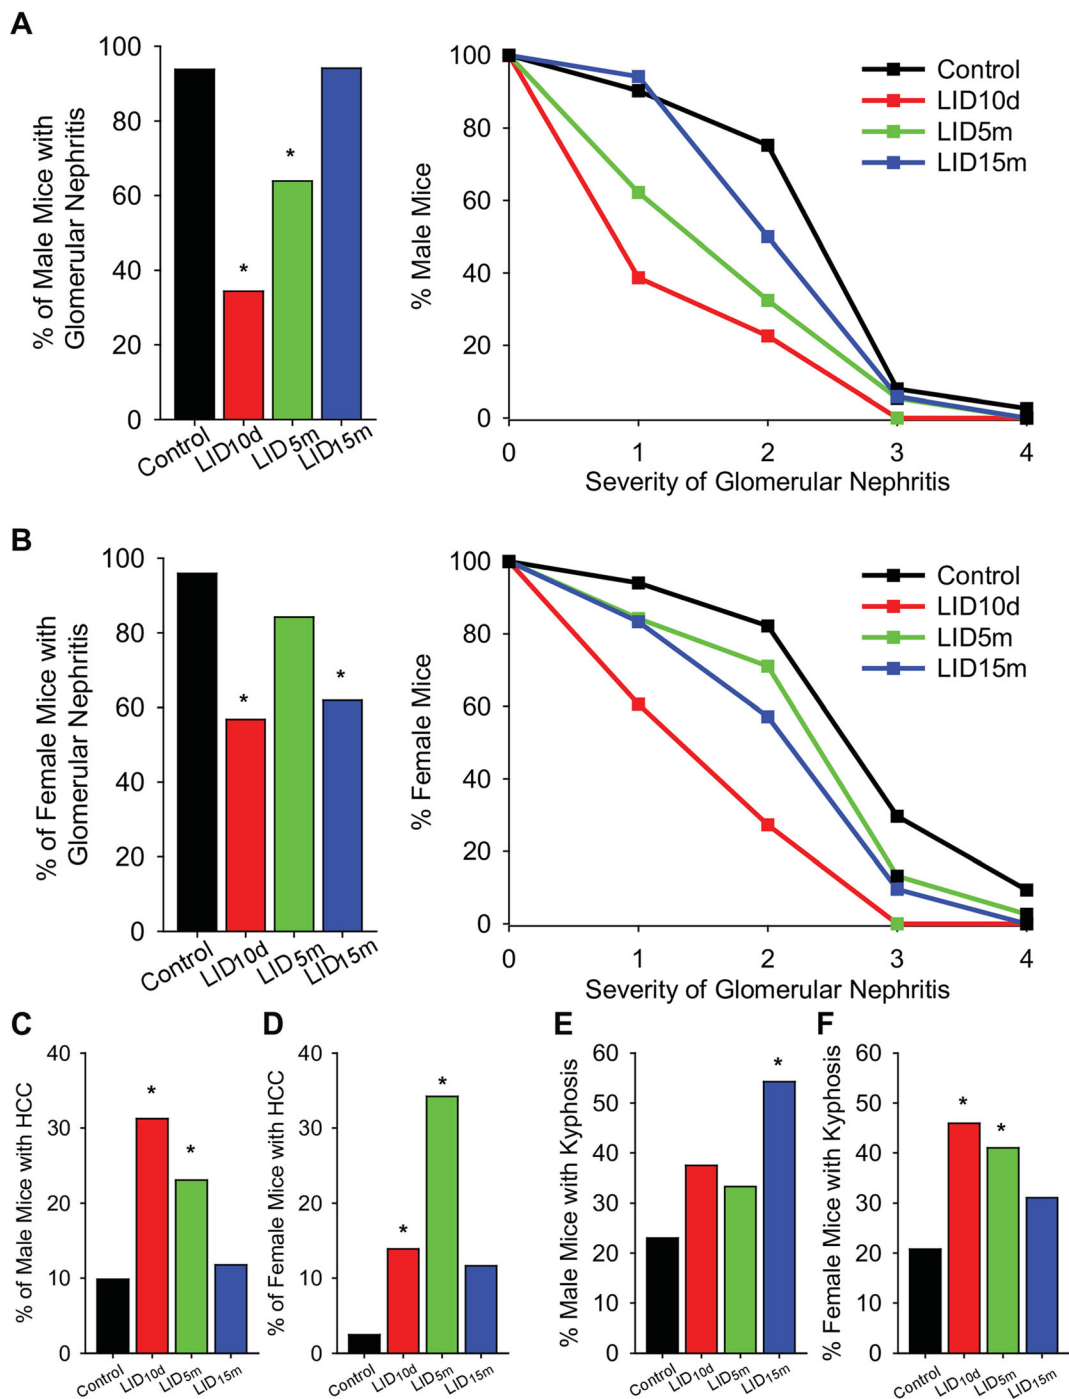 A
% of Male Mice with
Glomerular Nephritis
100
80
60
40
20
0
*
*
Control
LID10d
LID5m
LID15m
% Male Mice
100
80
60
40
20
0
0 1 2 3 4
Severity of Glomerular Nephritis
Control
LID10d
LID5m
LID15m
B
% of Female Mice with
Glomerular Nephritis
100
80
60
40
20
0
*
*
Control
LID10d
LID5m
LID15m
% Female Mice
100
80
60
40
20
0
0 1 2 3 4
Severity of Glomerular Nephritis
Control
LID10d
LID5m
LID15m
C
% of Male Mice with HCC
40
30
20
10
0
*
*
Control
LID10d
LID5m
LID15m
D
% of Female Mice with HCC
40
30
20
10
0
*
*
Control
LID10d
LID5m
LID15m
E
% Male Mice with Kyphosis
60
50
40
30
20
10
0
*
Control
LID10d
LID5m
LID15m
F
% Female Mice with Kyphosis
60
50
40
30
20
10
0
*
*
Control
LID10d
LID5m
LID15m